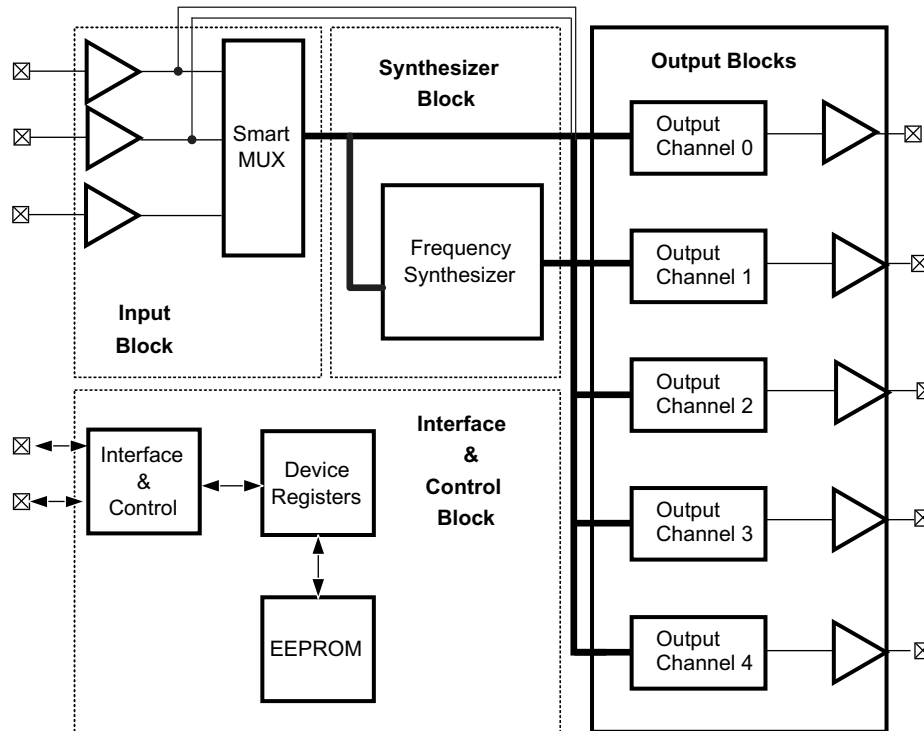 Synthesizer
Block
Output Blocks
Smart
MUX
Output
Channel 0
Frequency
Synthesizer
Output
Channel 1
Input
Block
Output
Channel 2
Interface
&
Control
Block
Interface
&
Control
Device
Registers
Output
Channel 3
EEPROM
Output
Channel 4